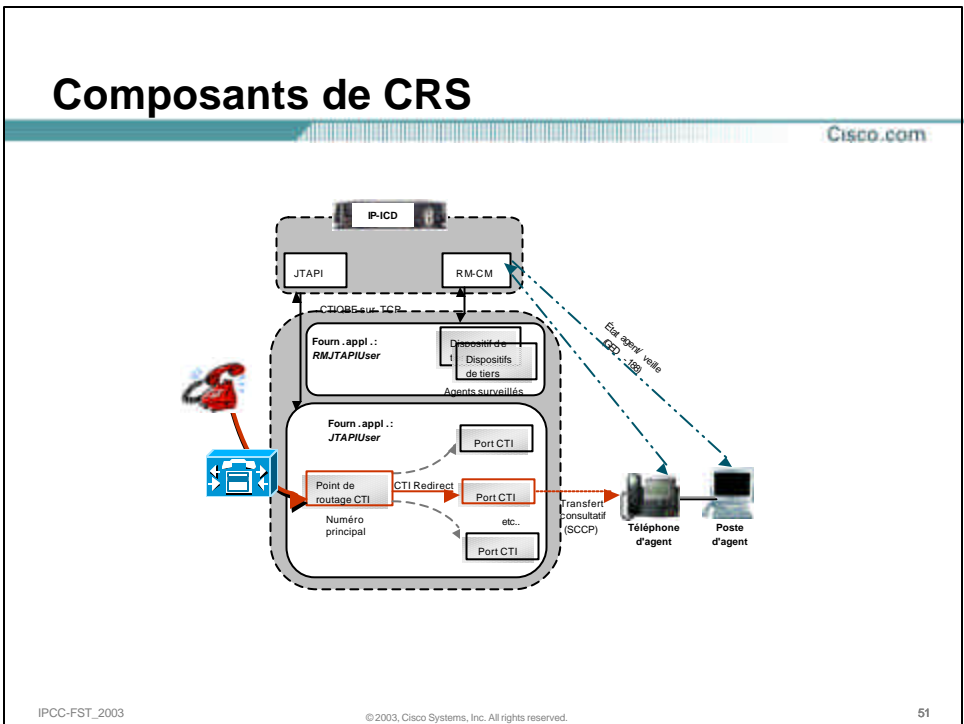 Composants de CRS
Cisco.com
IP-ICD
JTAPI
RM-CM
CTIQBE sur TCP
Fourn .appl .:
RMJTAPIUser
Dispositif de
t
Dispositifs
de tiers
Agents surveillés
État agent/ veille
Fourn .appl .:
JTAPIUser
Port CTI
Point de
routage CTI
CTI Redirect
Port CTI
Numéro
principal
etc..
Port CTI
Transfert
consultatif
(SCCP)
Téléphone
d'agent
Poste
d'agent
IPCC-FST_2003
©2003, Cisco Systems, Inc. All rights reserved.
51